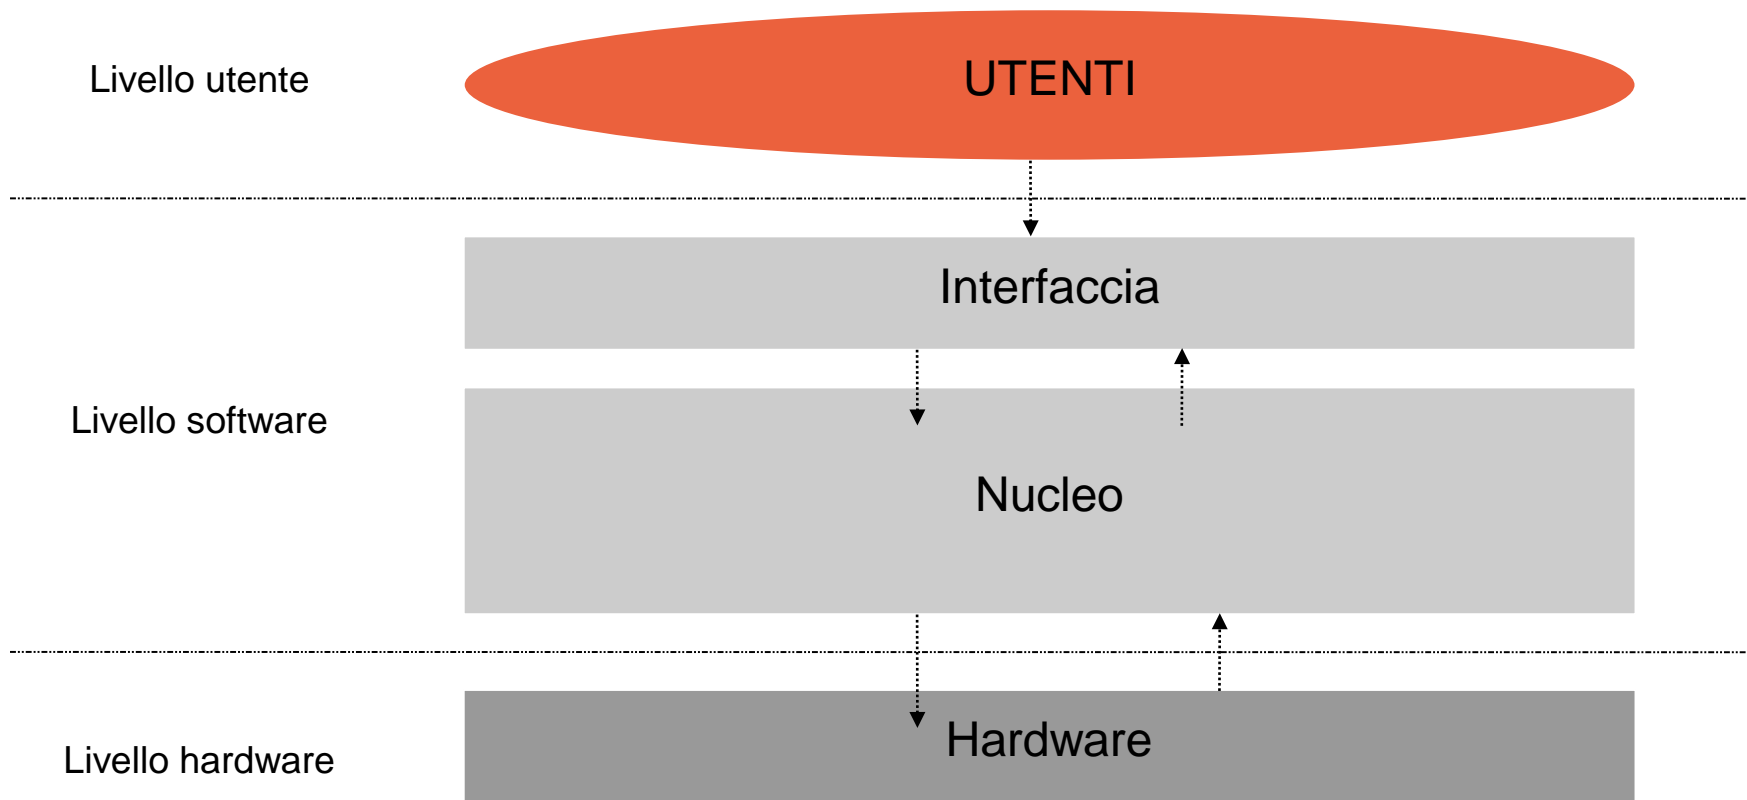 Livello utente
UTENTI
Interfaccia
Livello software
Nucleo
Hardware
Livello hardware